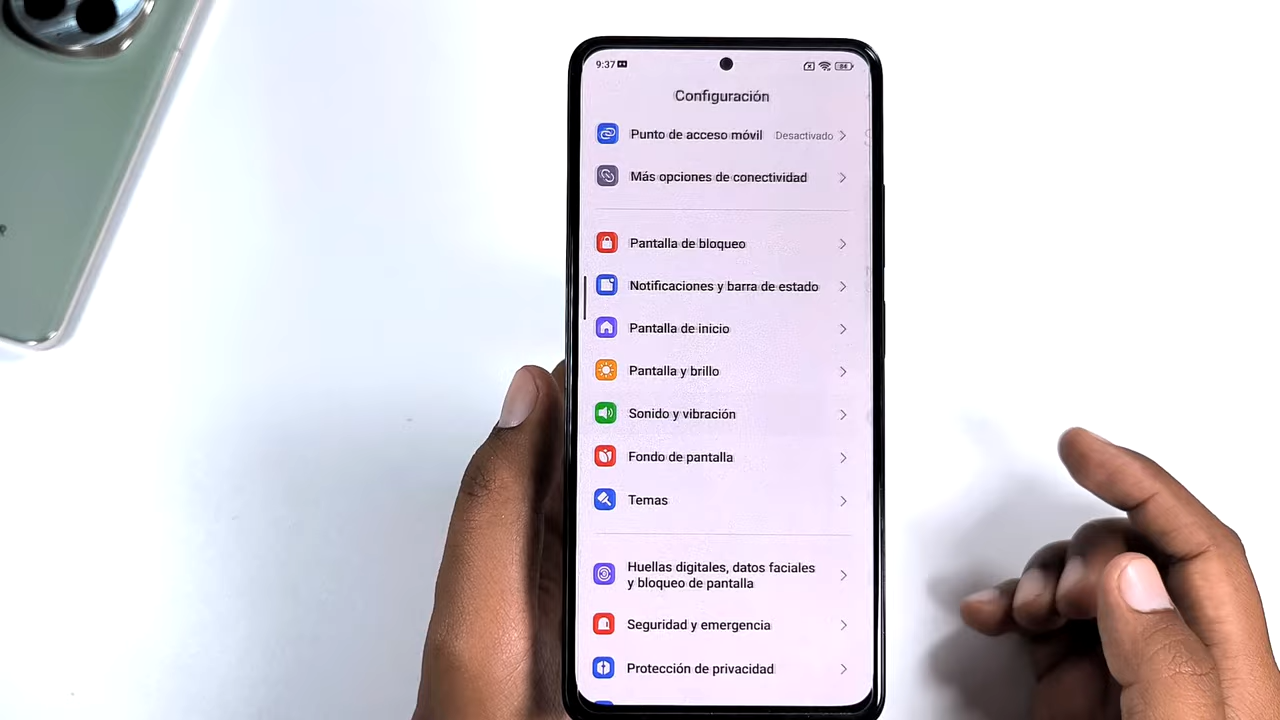 R
9:37
84
Configuración
Punto de acceso móvil Desactivado
Más opciones de conectividad
Pantalla de bloqueo
Notificaciones y barra de estado
Pantalla de inicio
Pantalla y brillo
Sonido y vibración
Fondo de pantalla
Temas
Huellas digitales, datos faciales
y bloqueo de pantalla
Seguridad y emergencia
Protección de privacidad